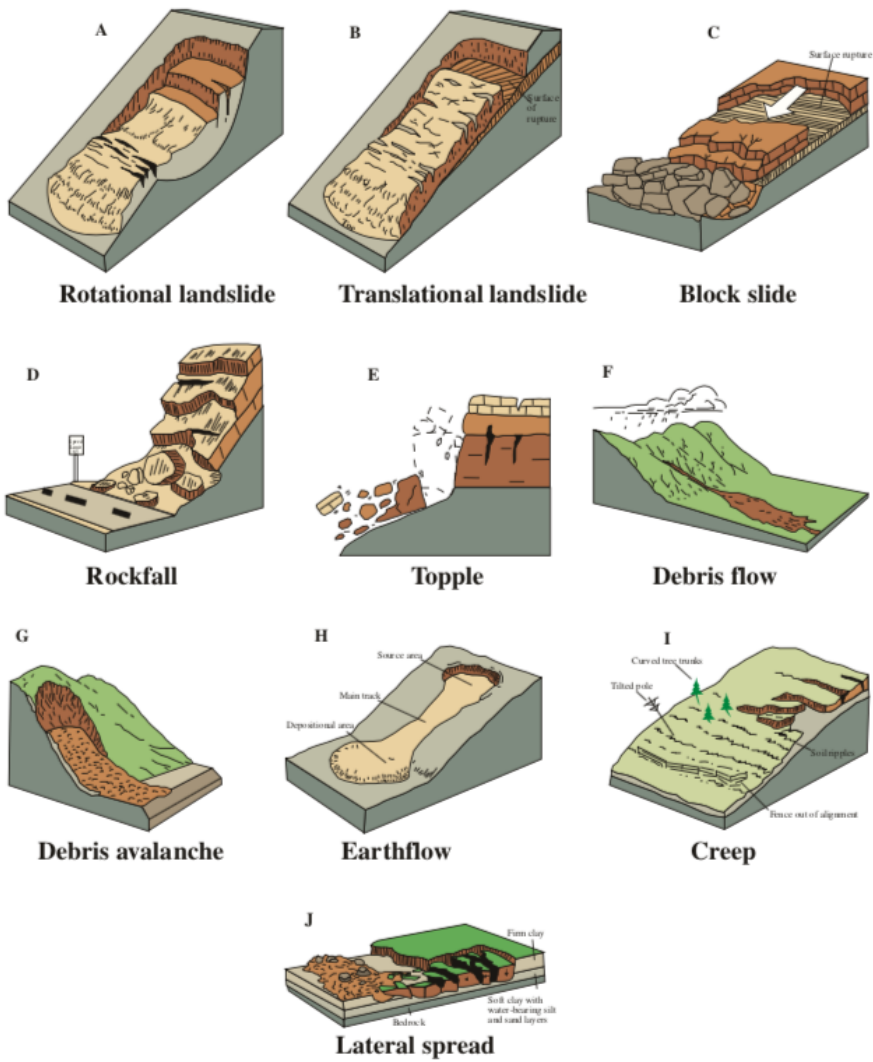 A
B
C
Surface rupture
Surface
of
rupture
Toe
Rotational landslide
Translational landslide
Block slide
D
E
F
Rockfall
Topple
Debris flow
G
H
I
Source area
Main track
Depositional area
Curved tree trunks
Tilted pole
Soil ripples
Fence out of alignment
Debris avalanche
Earthflow
Creep
J
Firm clay
Soft clay with
water-bearing silt
and sand layers
Bedrock
Lateral spread